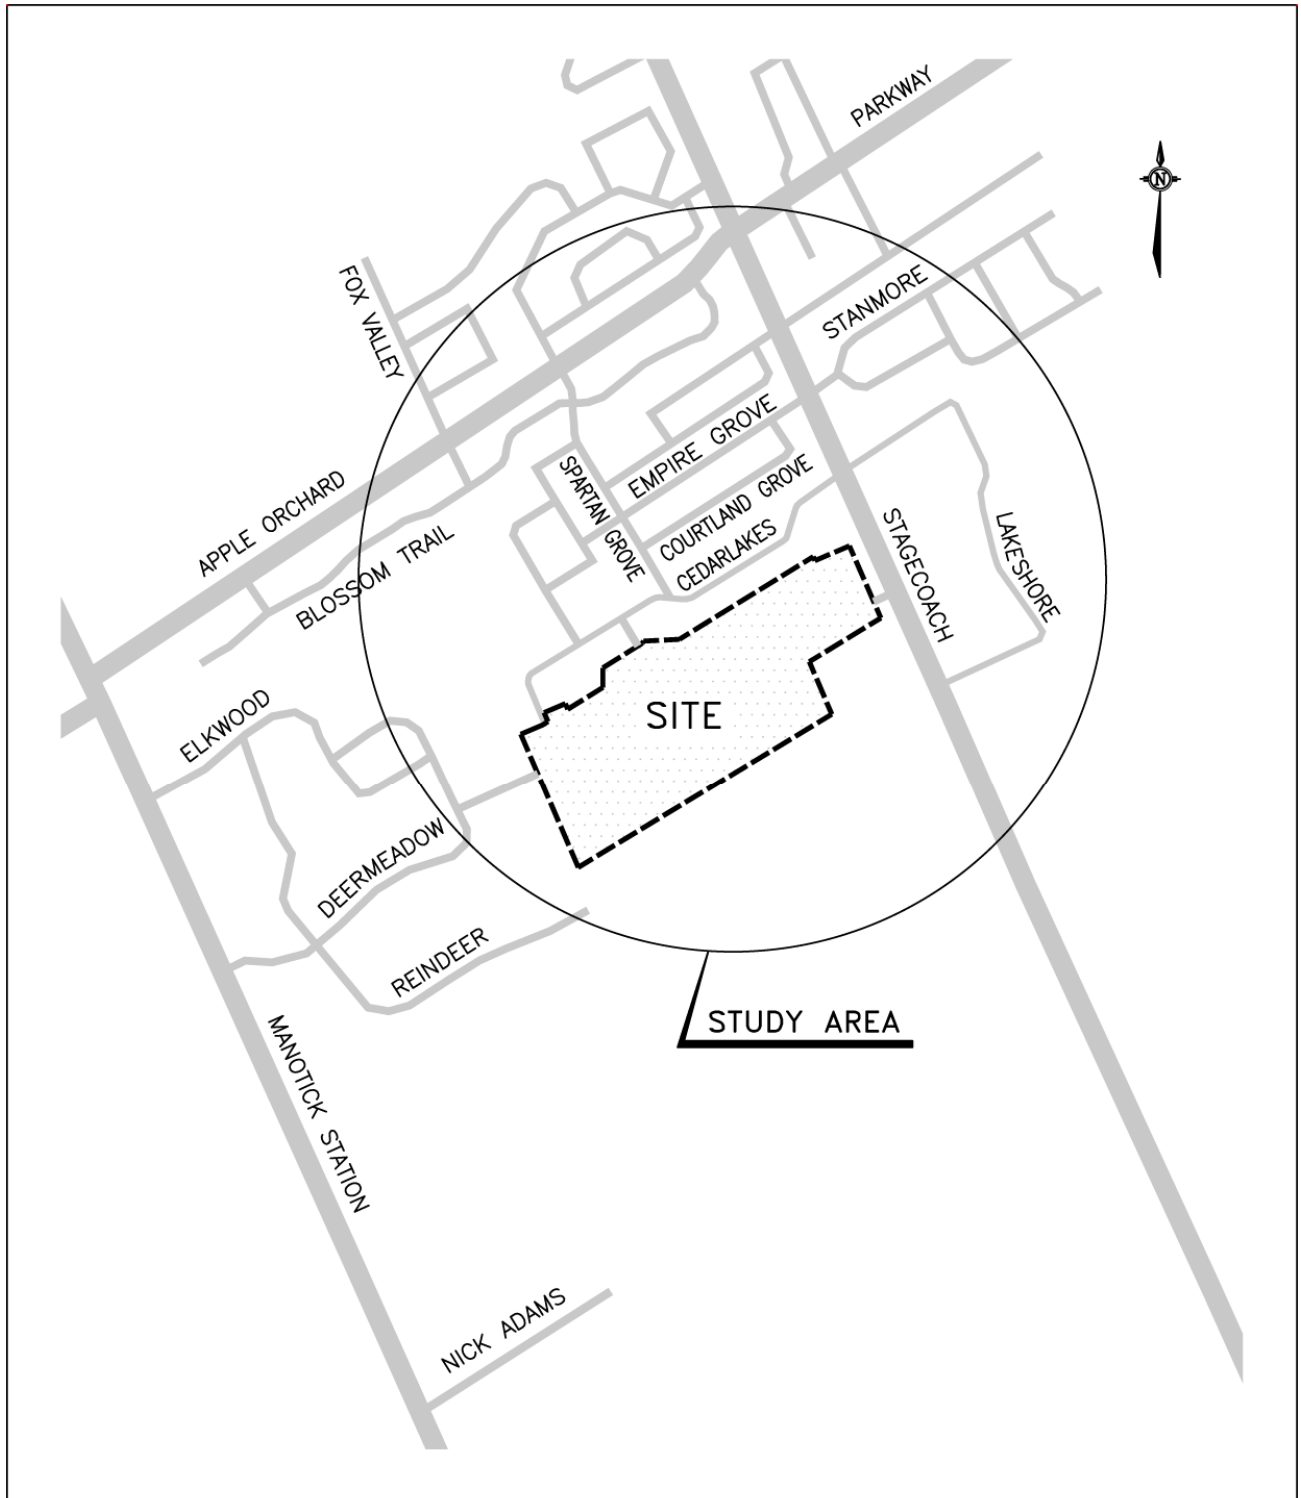 PARKWAY
N
FOX VALLEY
STANMORE
EMPIRE GROVE
APPLE ORCHARD
SPARTAN GROVE
COURTLAND GROVE
CEDARLAKES
BLOSSOM TRAIL
STAGECOACH
LAKESHORE
ELKWOOD
SITE
DEERMEADOW
REINDEER
STUDY AREA
MANOTICK STATION
NICK ADAMS